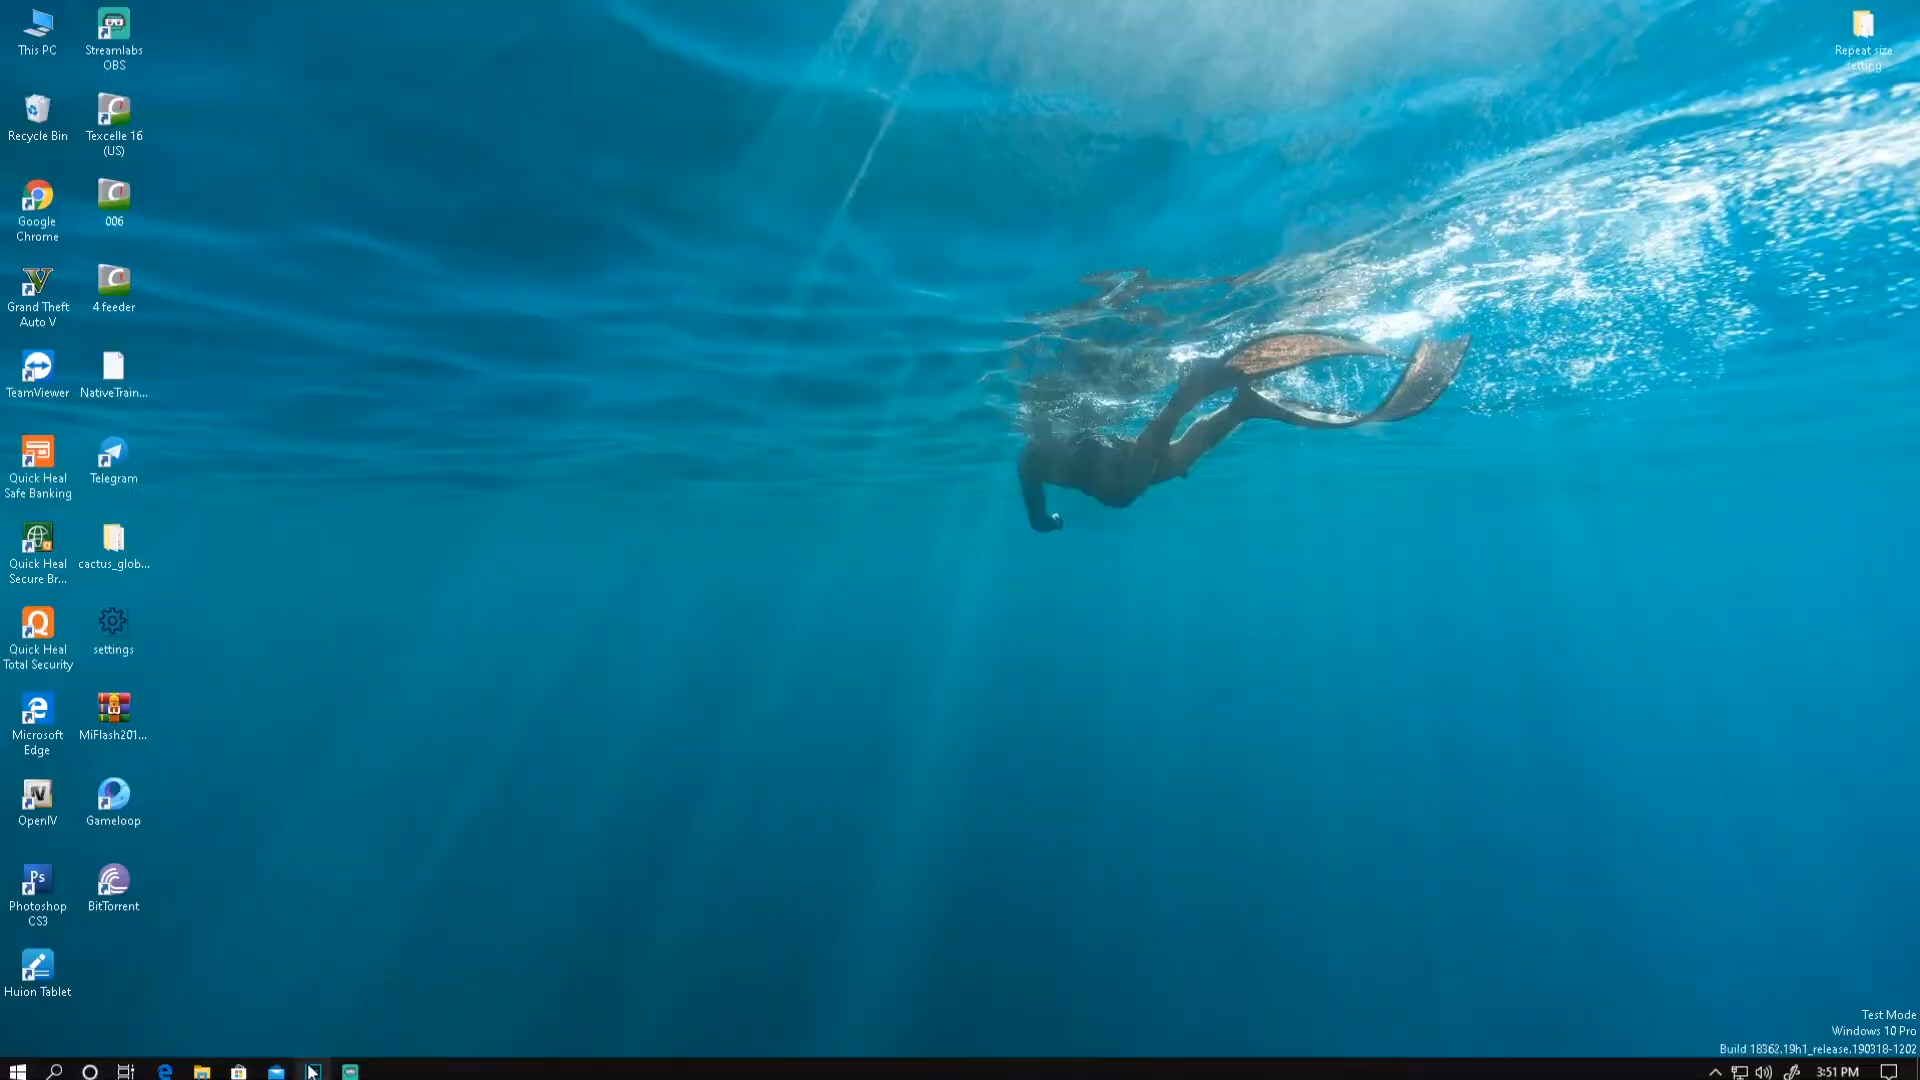 This PC
Streamlabs
OBS
Recycle Bin
Texcelle 16
(US)
Google
Chrome
006
Grand Theft
Auto V
4 feeder
TeamViewer
NativeTrain...
Quick Heal
Safe Banking
Telegram
Quick Heal
Secure Br...
cactus_glob...
Quick Heal
Total Security
settings
Microsoft
Edge
MiFlash201...
OpenIV
Gameloop
Ps
Photoshop
CS3
BitTorrent
Huion Tablet
Repeat size
setting
Test Mode
Windows 10 Pro
Build 18362.19h1_release.190318-1202
3:51 PM